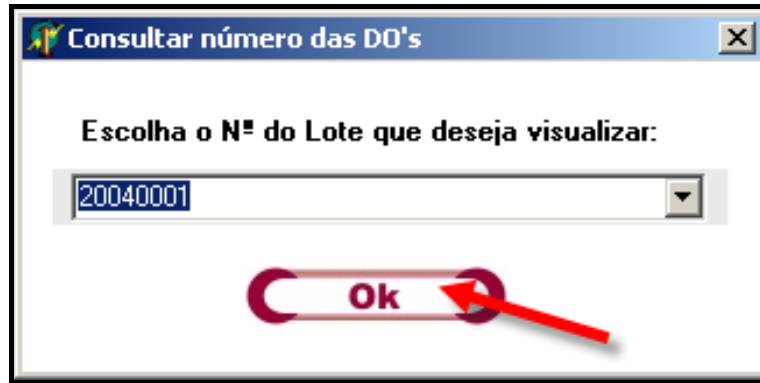 Consultar número das DO's
Escolha o Nº do Lote que deseja visualizar:
20040001
Ok